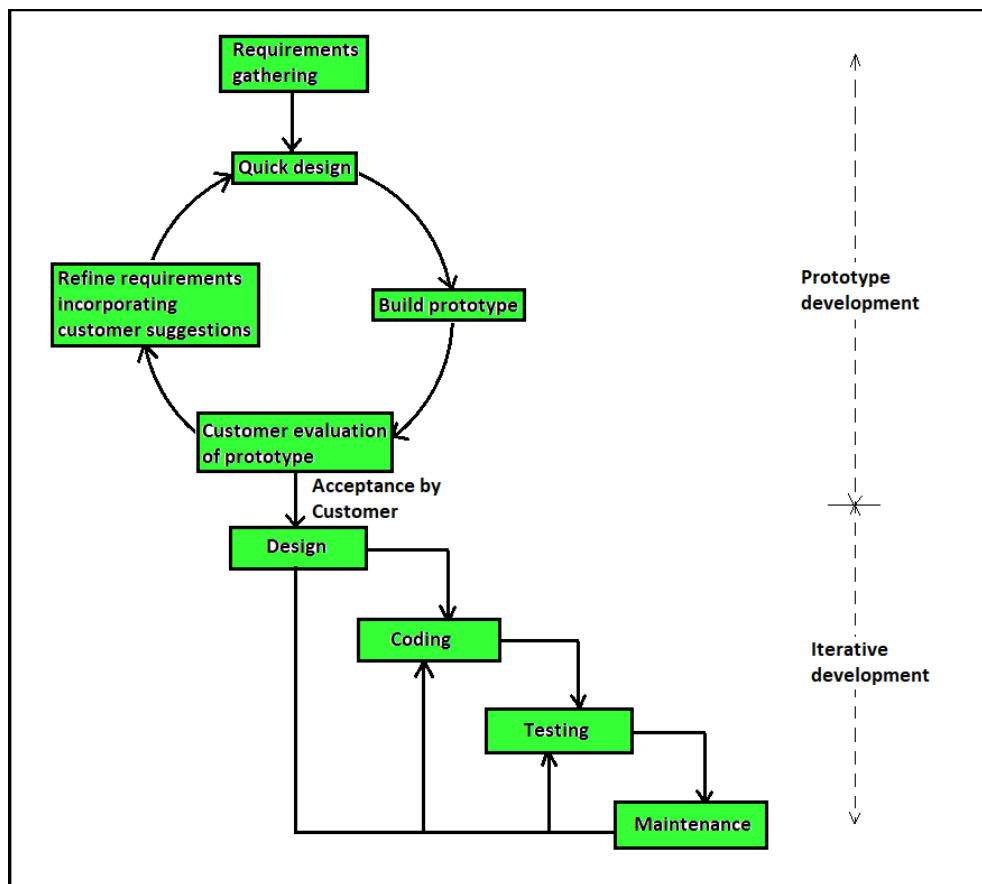 Requirements
gathering
Quick design
Refine requirements
incorporating
customer suggestions
Build prototype
Prototype
development
Customer evaluation
of prototype
Acceptance by
Customer
Design
Coding
Iterative
development
Testing
Maintenance